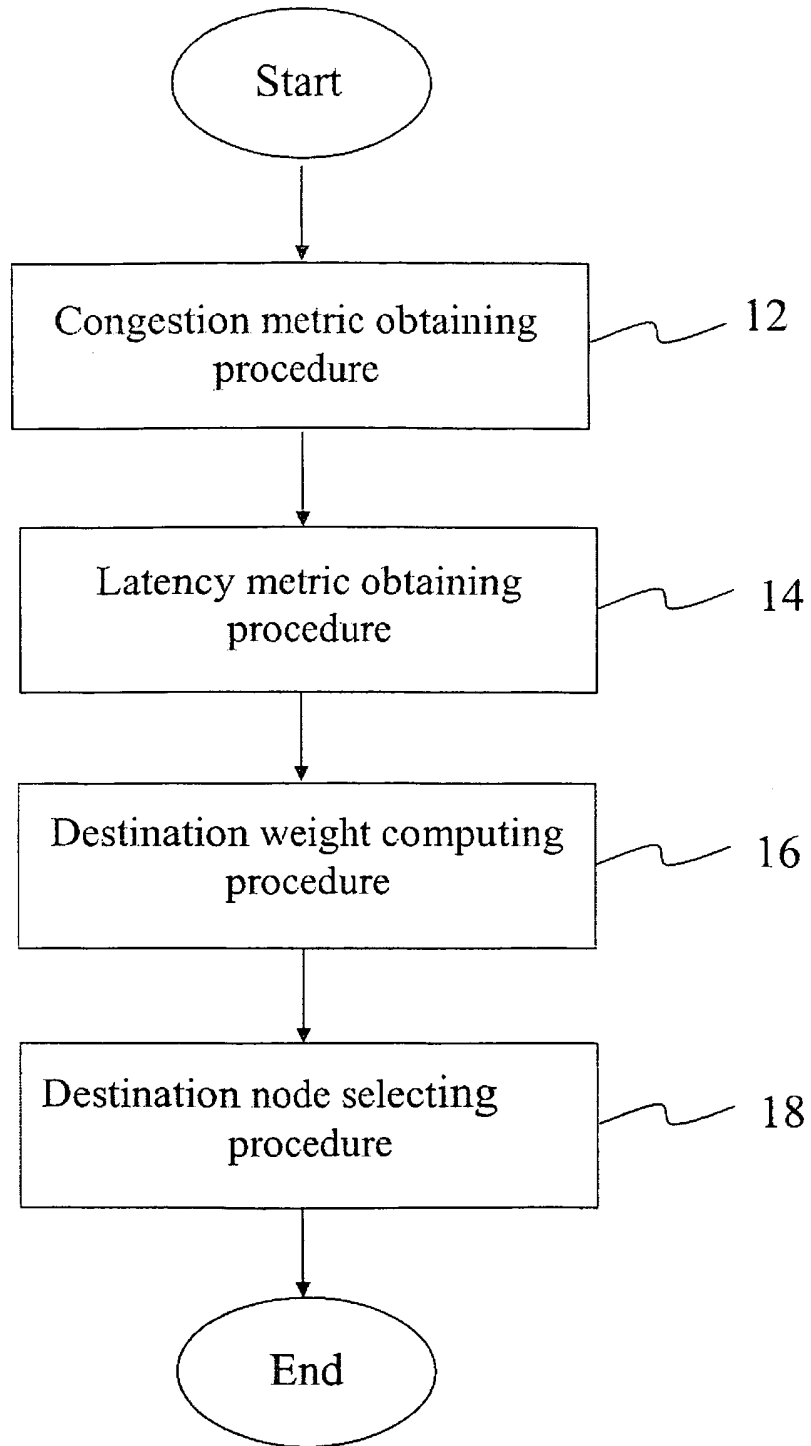 Start
Congestion metric obtaining
procedure
12
Latency metric obtaining
procedure
14
Destination weight computing
procedure
16
Destination node selecting
procedure
18
End